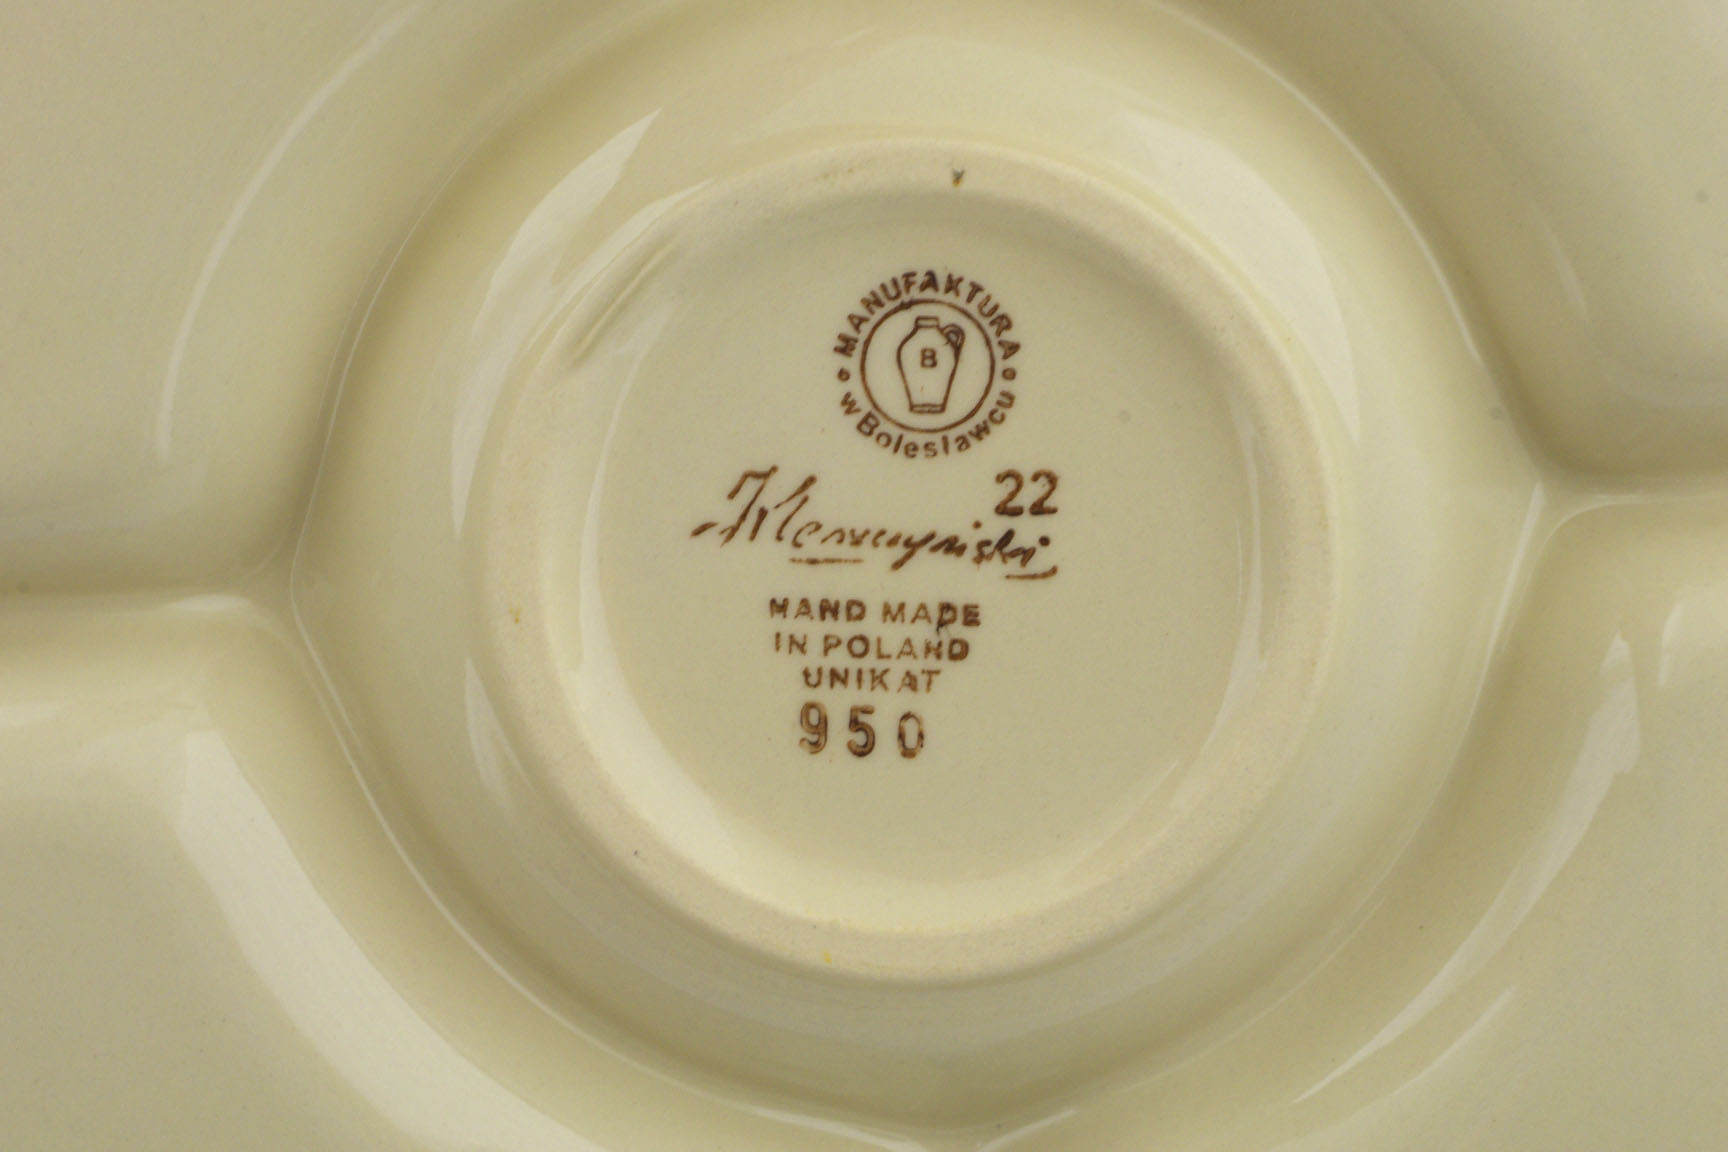 MANUFAKTURA
w Bolesławcu
B
22
HAND MADE
IN POLAND
UNIKAT
950